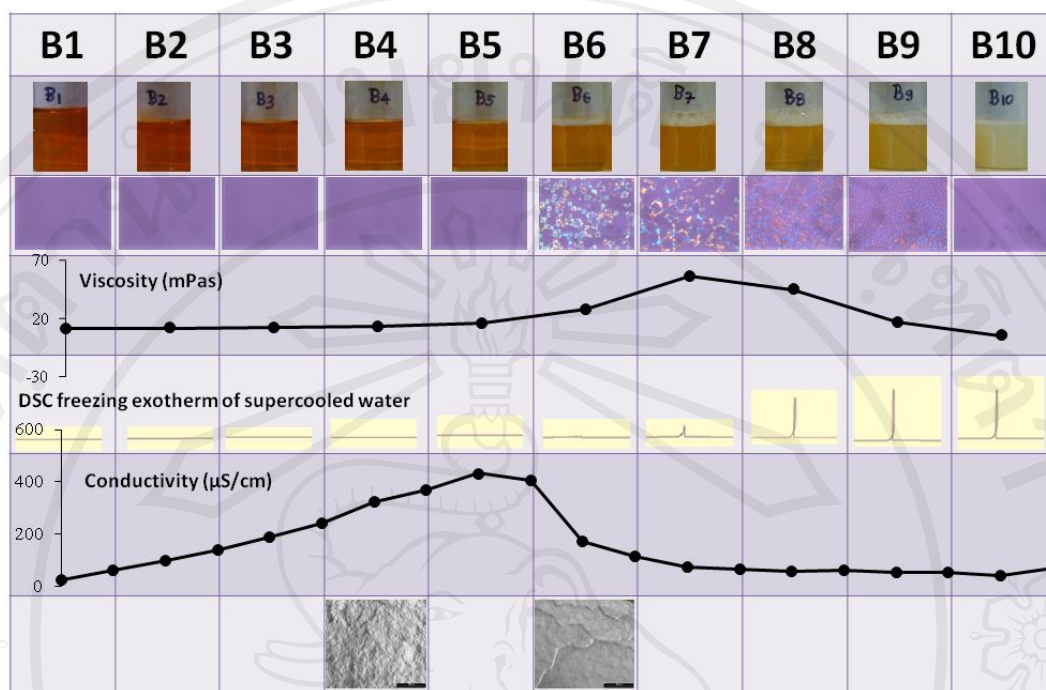 B1 B2 B3 B4 B5 B6 B7 B8 B9 B10
B1 B2 B3 B4 B5 B6 B7 B8 B9 B10
70
Viscosity (mPas)
20
-30
DSC freezing exotherm of supercooled water
600
400
Conductivity (µS/cm)
200
0